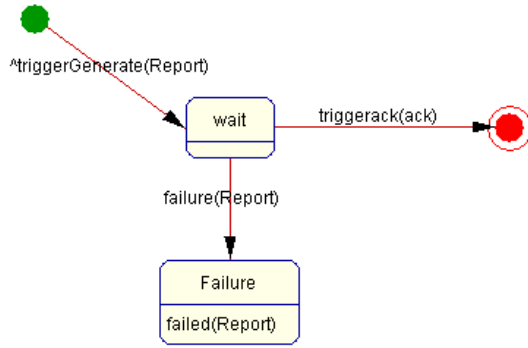 ^triggerGenerate(Report)
wait
triggerack(ack)
failure(Report)
Failure
failed(Report)